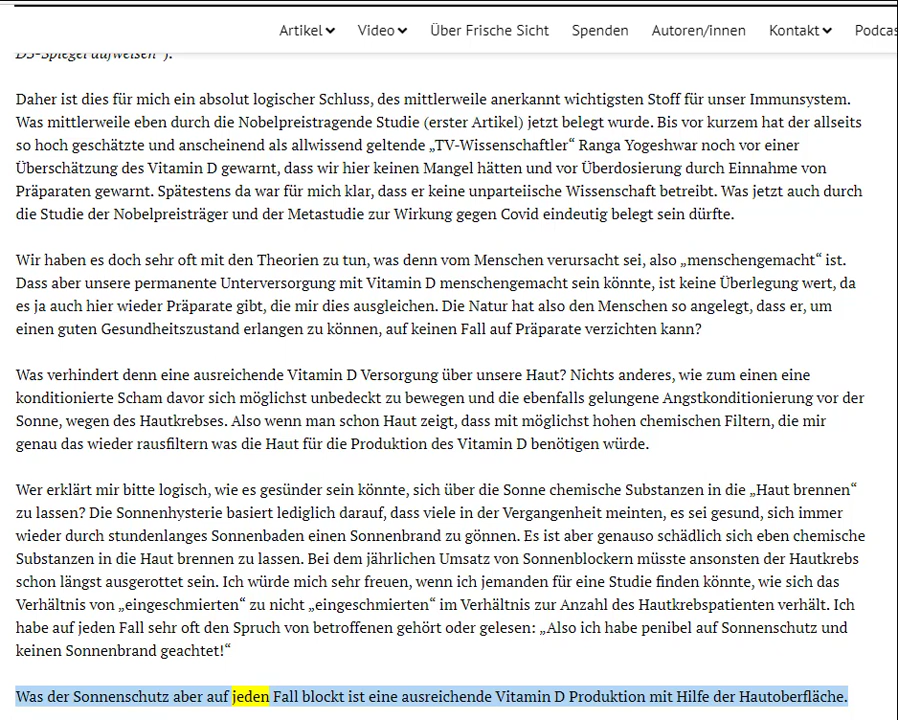 Artikel Video Über Frische Sicht Spenden Autoren/innen Kontakt Podcas
D3-Spiegel aufweisen“).
Daher ist dies für mich ein absolut logischer Schluss, des mittlerweile anerkannt wichtigsten Stoff für unser Immunsystem.
Was mittlerweile eben durch die Nobelpreistragende Studie (erster Artikel) jetzt belegt wurde. Bis vor kurzem hat der allseits
so hoch geschätzte und anscheinend als allwissend geltende „TV-Wissenschaftler“ Ranga Yogeshwar noch vor einer
Überschätzung des Vitamin D gewarnt, dass wir hier keinen Mangel hätten und vor Überdosierung durch Einnahme von
Präparaten gewarnt. Spätestens da war für mich klar, dass er keine unparteiische Wissenschaft betreibt. Was jetzt auch durch
die Studie der Nobelpreisträger und der Metastudie zur Wirkung gegen Covid eindeutig belegt sein dürfte.
Wir haben es doch sehr oft mit den Theorien zu tun, was denn vom Menschen verursacht sei, also „menschengemacht“ ist.
Dass aber unsere permanente Unterversorgung mit Vitamin D menschengemacht sein könnte, ist keine Überlegung wert, da
es ja auch hier wieder Präparate gibt, die mir dies ausgleichen. Die Natur hat also den Menschen so angelegt, dass er, um
einen guten Gesundheitszustand erlangen zu können, auf keinen Fall auf Präparate verzichten kann?
Was verhindert denn eine ausreichende Vitamin D Versorgung über unsere Haut? Nichts anderes, wie zum einen eine
konditionierte Scham davor sich möglichst unbedeckt zu bewegen und die ebenfalls gelungene Angstkonditionierung vor der
Sonne, wegen des Hautkrebses. Also wenn man schon Haut zeigt, dass mit möglichst hohen chemischen Filtern, die mir
genau das wieder rausfiltern was die Haut für die Produktion des Vitamin D benötigen würde.
Wer erklärt mir bitte logisch, wie es gesünder sein könnte, sich über die Sonne chemische Substanzen in die „Haut brennen“
zu lassen? Die Sonnenhysterie basiert lediglich darauf, dass viele in der Vergangenheit meinten, es sei gesund, sich immer
wieder durch stundenlanges Sonnenbaden einen Sonnenbrand zu gönnen. Es ist aber genauso schädlich sich eben chemische
Substanzen in die Haut brennen zu lassen. Bei dem jährlichen Umsatz von Sonnenblockern müsste ansonsten der Hautkrebs
schon längst ausgerottet sein. Ich würde mich sehr freuen, wenn ich jemanden für eine Studie finden könnte, wie sich das
Verhältnis von „eingeschmierten“ zu nicht „eingeschmierten“ im Verhältnis zur Anzahl des Hautkrebspatienten verhält. Ich
habe auf jeden Fall sehr oft den Spruch von betroffenen gehört oder gelesen: „Also ich habe penibel auf Sonnenschutz und
keinen Sonnenbrand geachtet!“
Was der Sonnenschutz aber auf jeden Fall blockt ist eine ausreichende Vitamin D Produktion mit Hilfe der Hautoberfläche.